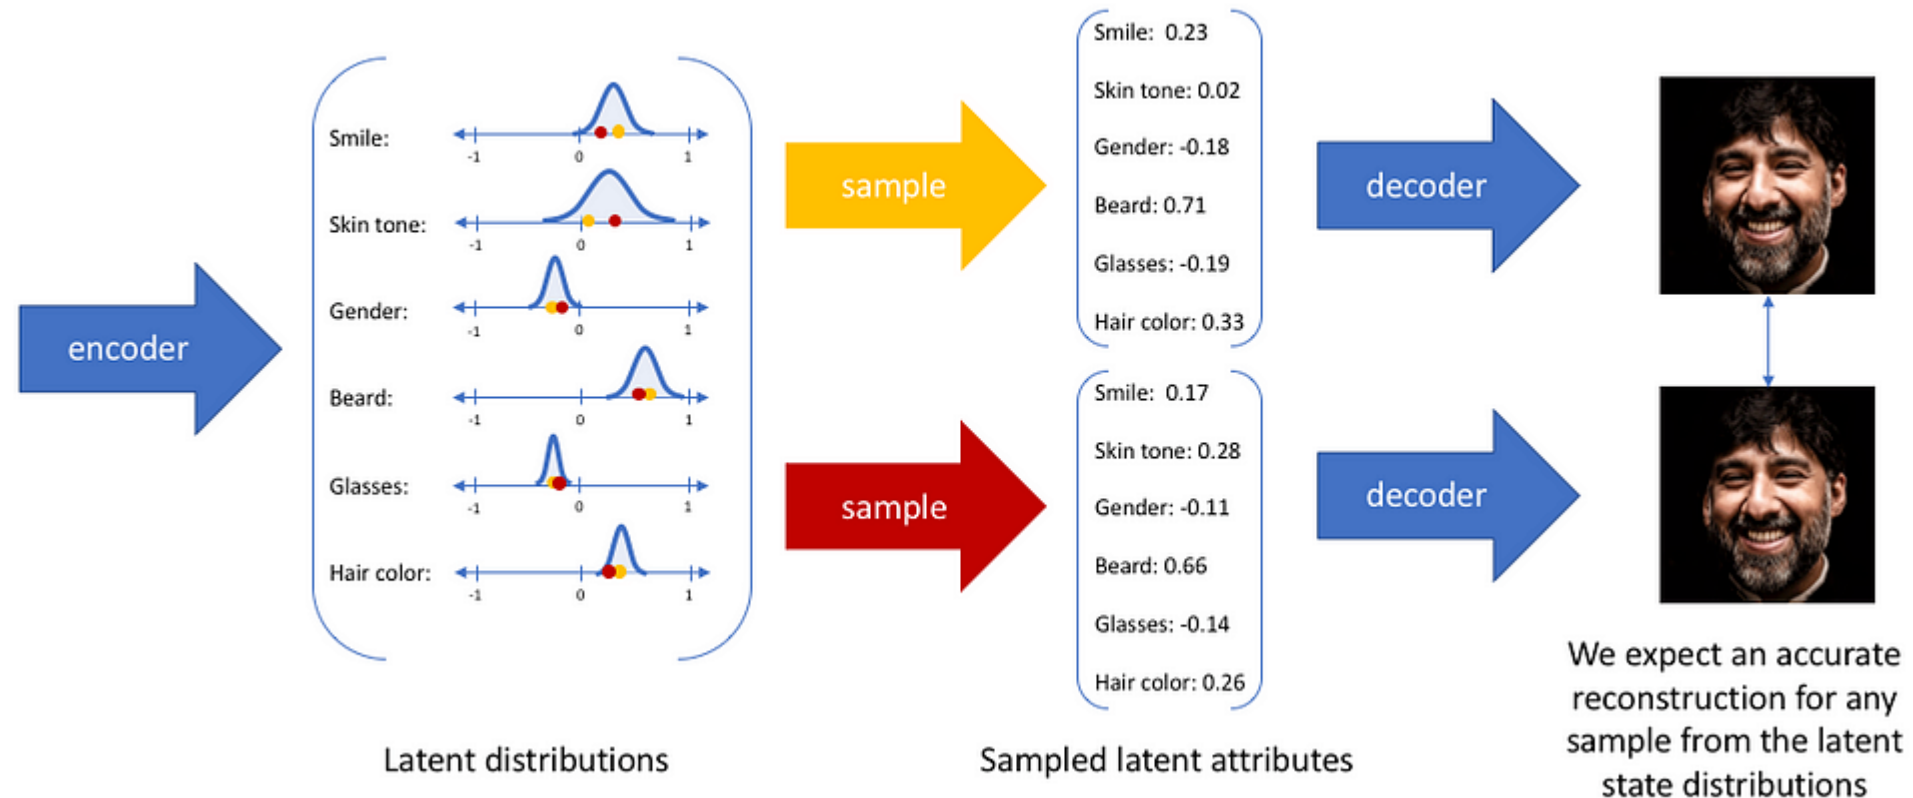 encoder
Smile:
-1 0 1
Skin tone:
-1 0 1
Gender:
-1 0 1
Beard:
-1 0 1
Glasses:
-1 0 1
Hair color:
-1 0 1
Latent distributions
sample
sample
Smile: 0.23
Skin tone: 0.02
Gender: -0.18
Beard: 0.71
Glasses: -0.19
Hair color: 0.33
Smile: 0.17
Skin tone: 0.28
Gender: -0.11
Beard: 0.66
Glasses: -0.14
Hair color: 0.26
Sampled latent attributes
decoder
decoder
We expect an accurate
reconstruction for any
sample from the latent
state distributions